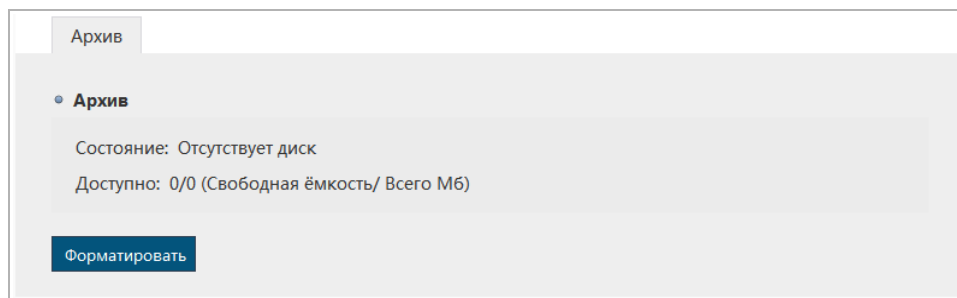 Архив
Архив
Состояние: Отсутствует диск
Доступно: 0/0 (Свободная ёмкость/ Всего Мб)
Форматировать